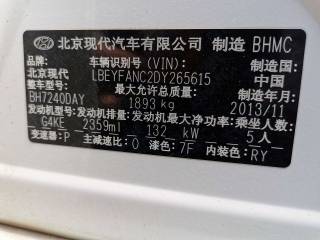 北京现代汽车有限公司 制造 BHMC
北京现代 车辆识别号(VIN): 制造国
LBEYFANC2DY265615 中国
整车型号: 最大允许总质量: 制造年月
BH7240DAY 1893 kg 2013/11
发动机型号:发动机排量:发动机最大净功率:乘坐人数:
G4KE 2359ml 132 kW 5人
变速器:P 主减速比:0 漆色:7F 内装色:RY